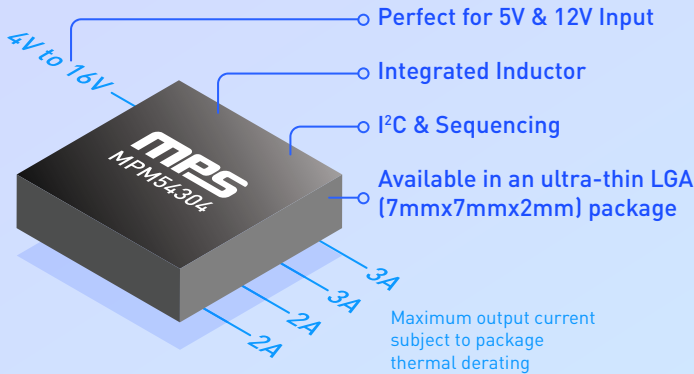 Perfect for 5V & 12V Input
4V to 16V
Integrated Inductor
I²C & Sequencing
mPS
MPM54304
Available in an ultra-thin LGA
(7mmx7mmx2mm) package
3A
3A
2A
2A
Maximum output current
subject to package
thermal derating